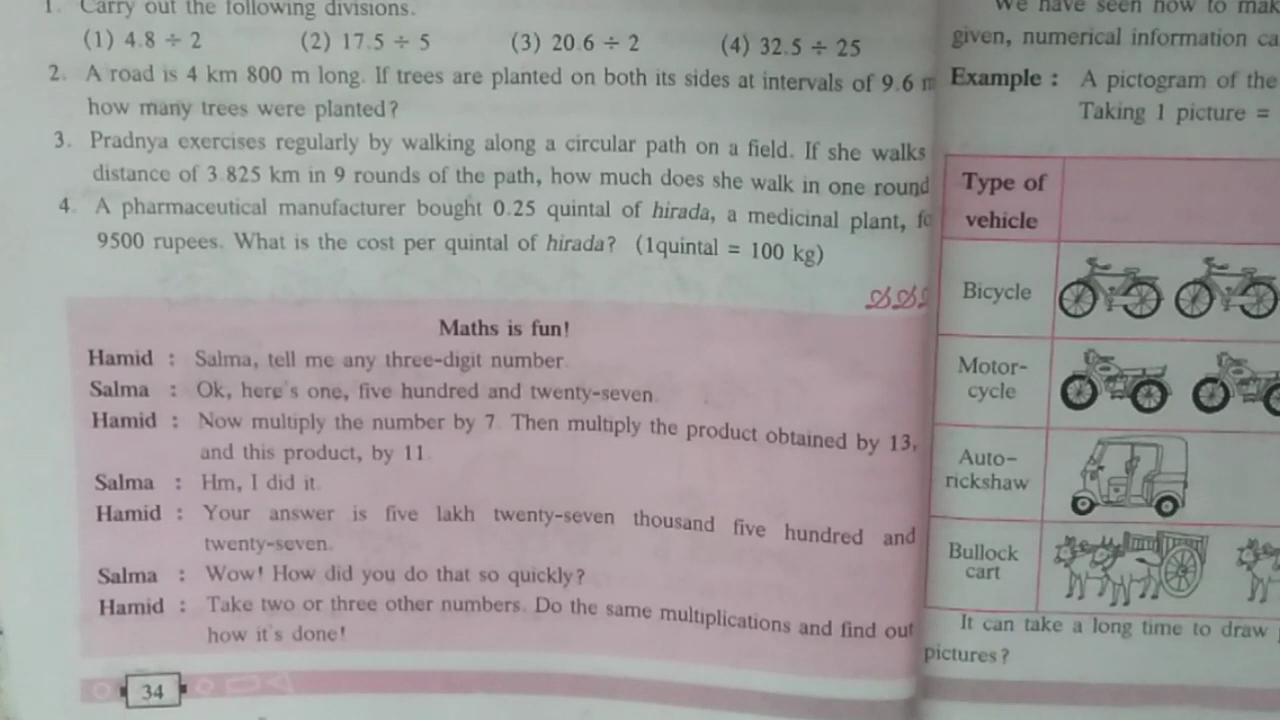 1. Carry out the following divisions.
(1) 4.8 ÷ 2 (2) 17.5 ÷ 5 (3) 20.6 ÷ 2 (4) 32.5 ÷ 25
2. A road is 4 km 800 m long. If trees are planted on both its sides at intervals of 9.6 m
how many trees were planted?
3. Pradnya exercises regularly by walking along a circular path on a field. If she walks
distance of 3.825 km in 9 rounds of the path, how much does she walk in one round
4. A pharmaceutical manufacturer bought 0.25 quintal of hirada, a medicinal plant,
9500 rupees. What is the cost per quintal of hirada? (1quintal = 100 kg)
Maths is fun!
Hamid : Salma, tell me any three-digit number.
Salma : Ok, here's one, five hundred and twenty-seven.
Hamid : Now multiply the number by 7. Then multiply the product obtained by 13,
and this product, by 11.
Salma : Hm, I did it.
Hamid : Your answer is five lakh twenty-seven thousand five hundred and
twenty-seven.
Salma : Wow! How did you do that so quickly?
Hamid : Take two or three other numbers. Do the same multiplications and find out
how it's done!
34
We have seen how to
given, numerical information
Example : A pictogram of the
Taking 1 picture =
Type of
vehicle
Bicycle
Motor-
cycle
Auto-
rickshaw
Bullock
cart
It can take a long time to draw
pictures?